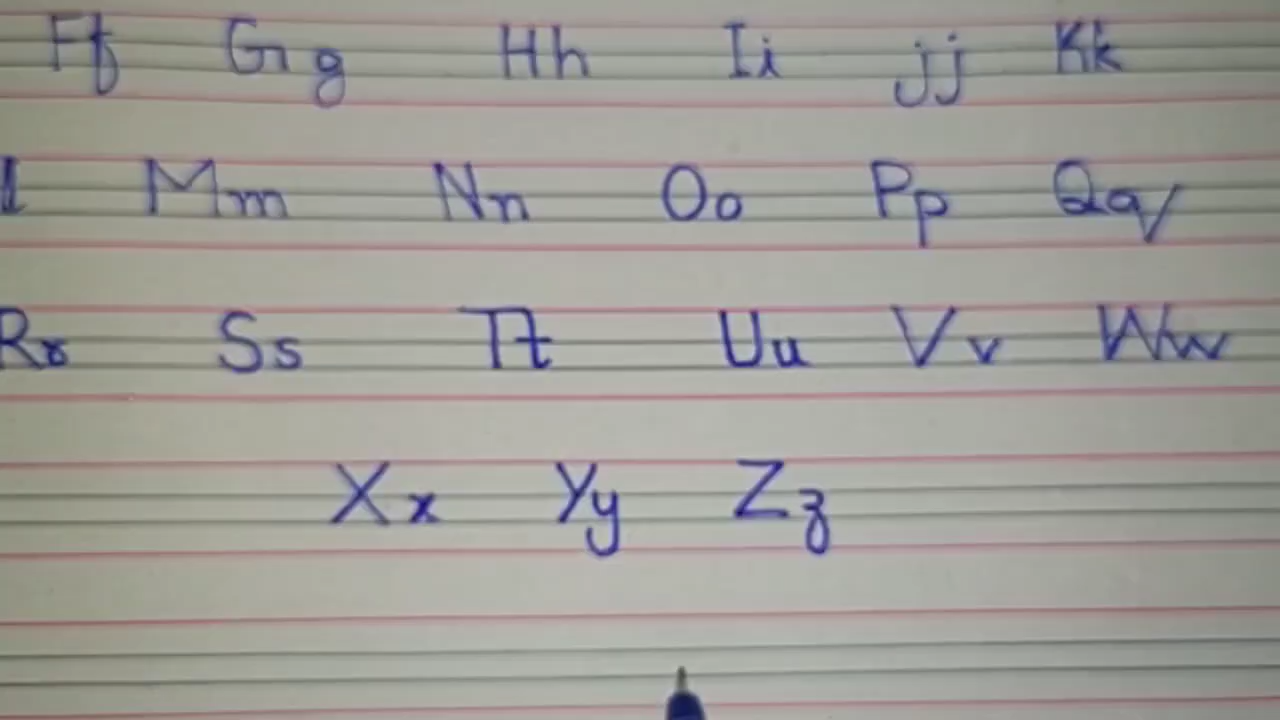 Ff Gg Hh Ii jj Kk
l Mm Nn Oo Pp Qq
Rr Ss Tt Uu Vv Ww
Xx Yy Zz